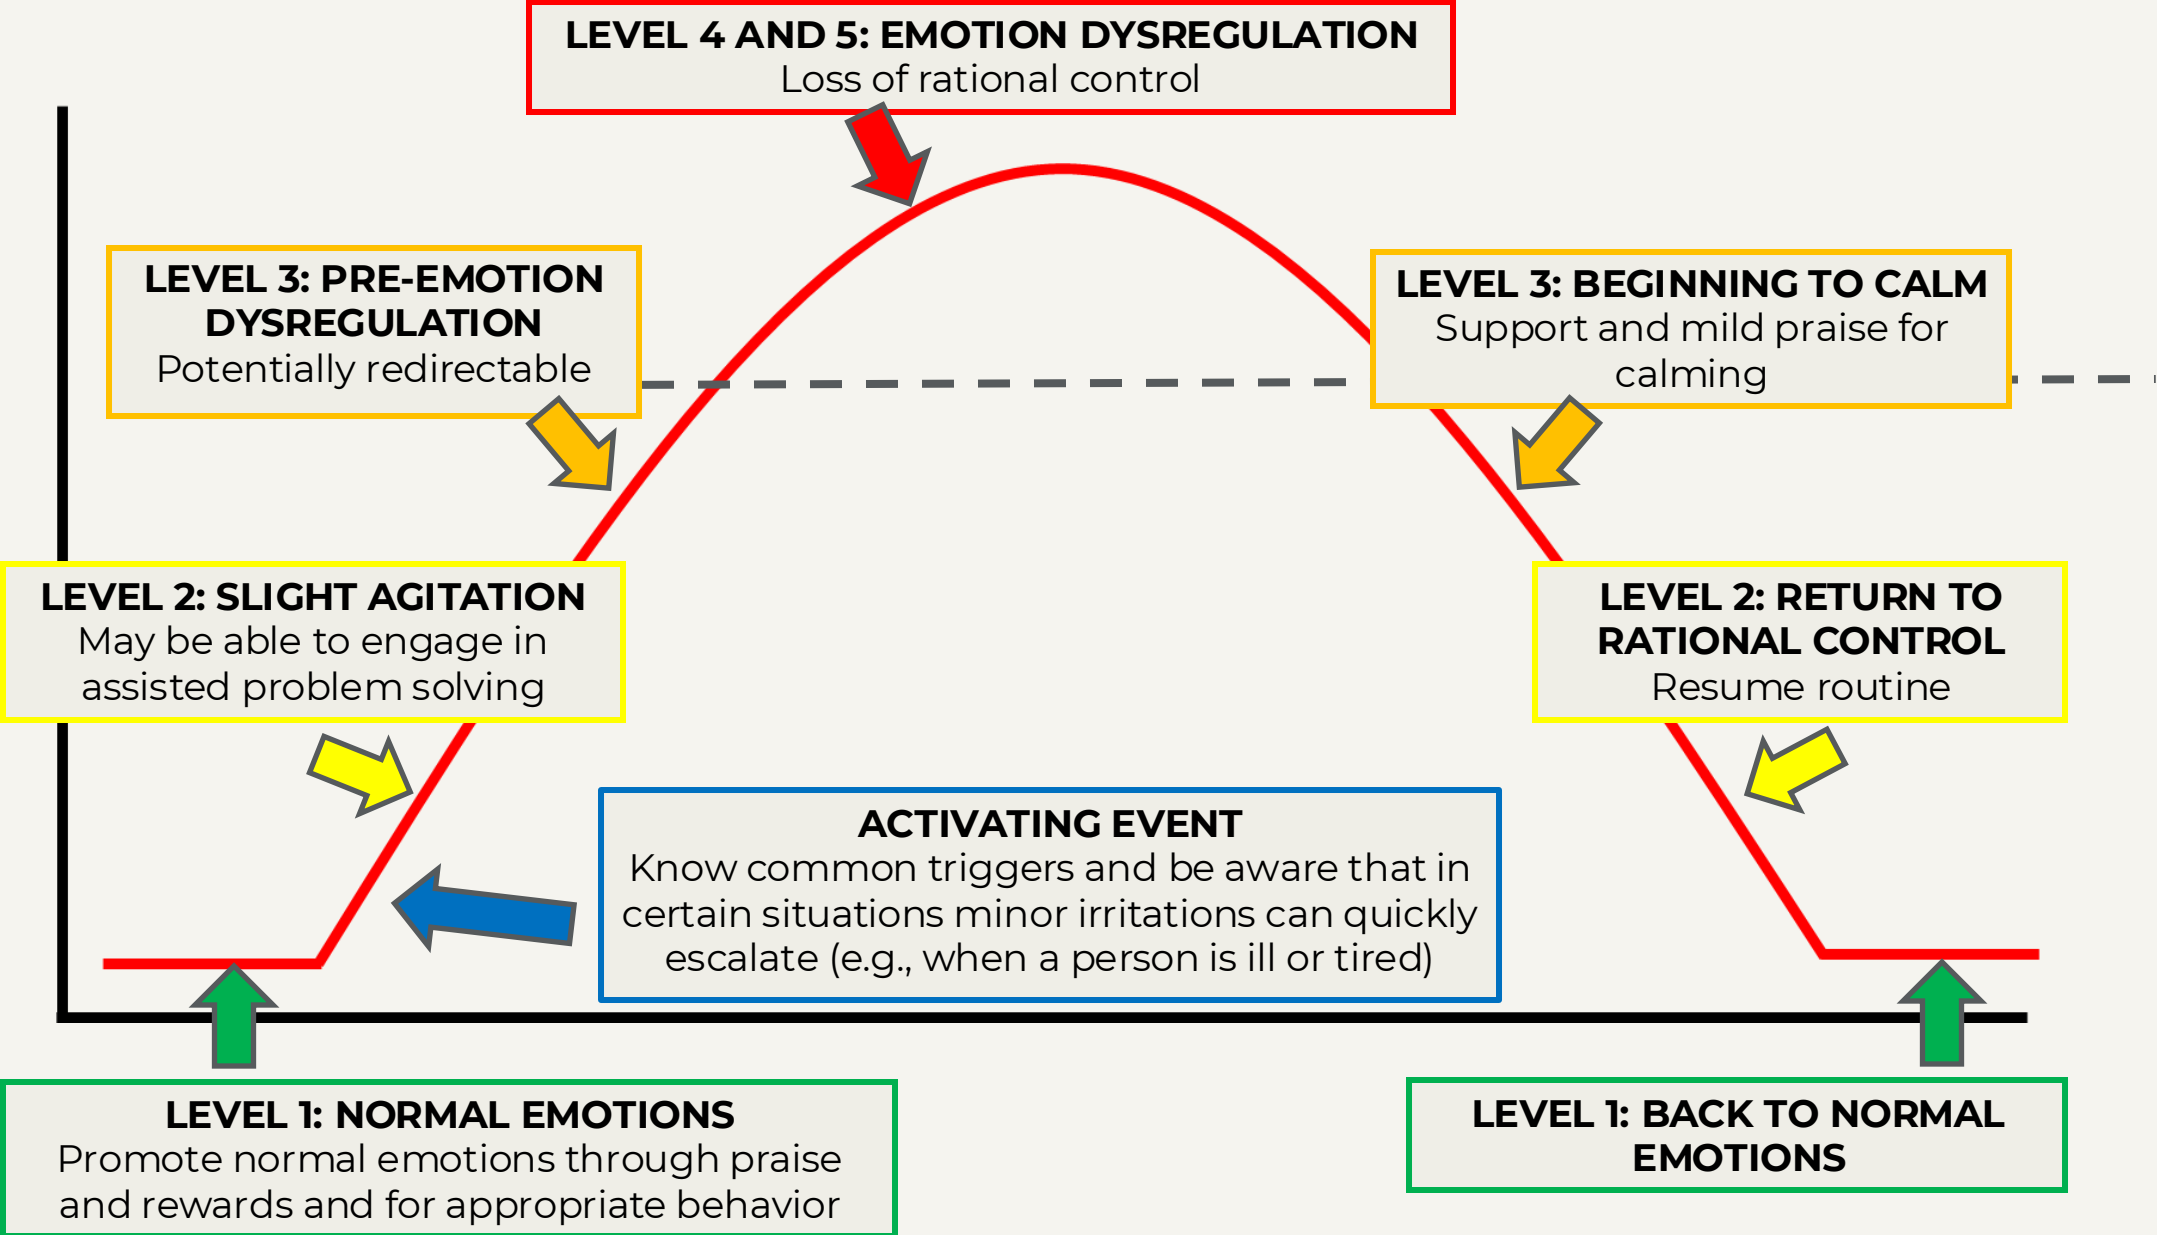 LEVEL 4 AND 5: EMOTION DYSREGULATION
Loss of rational control
LEVEL 3: PRE-EMOTION
DYSREGULATION
Potentially redirectable
LEVEL 3: BEGINNING TO CALM
Support and mild praise for
calming
LEVEL 2: SLIGHT AGITATION
May be able to engage in
assisted problem solving
LEVEL 2: RETURN TO
RATIONAL CONTROL
Resume routine
ACTIVATING EVENT
Know common triggers and be aware that in
certain situations minor irritations can quickly
escalate (e.g., when a person is ill or tired)
LEVEL 1: NORMAL EMOTIONS
Promote normal emotions through praise
and rewards and for appropriate behavior
LEVEL 1: BACK TO NORMAL
EMOTIONS